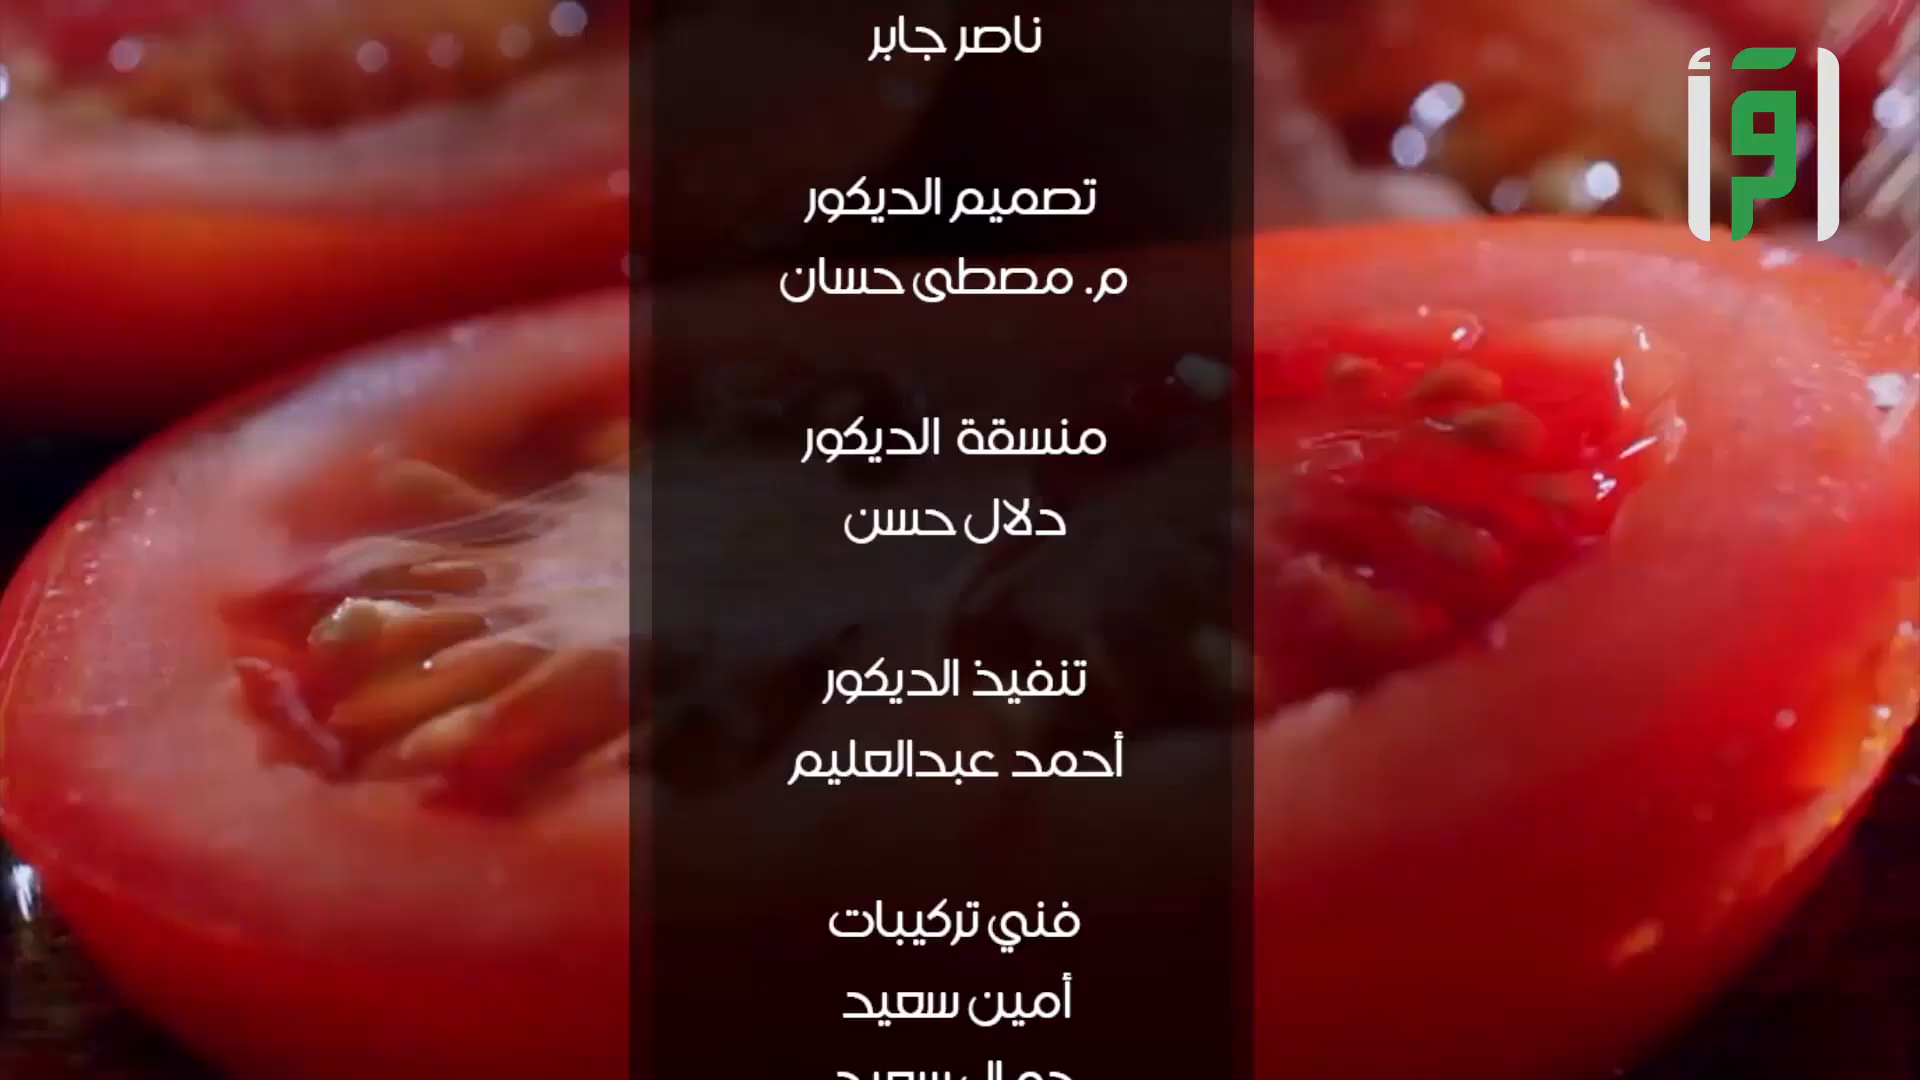 ناصر جابر
اقرأ
تصميم الديكور
م. مصطى حسان
منسقة الديكور
دلال حسن
تنفيذ الديكور
أحمد عبدالعليم
فني تركيبات
أمين سعيد